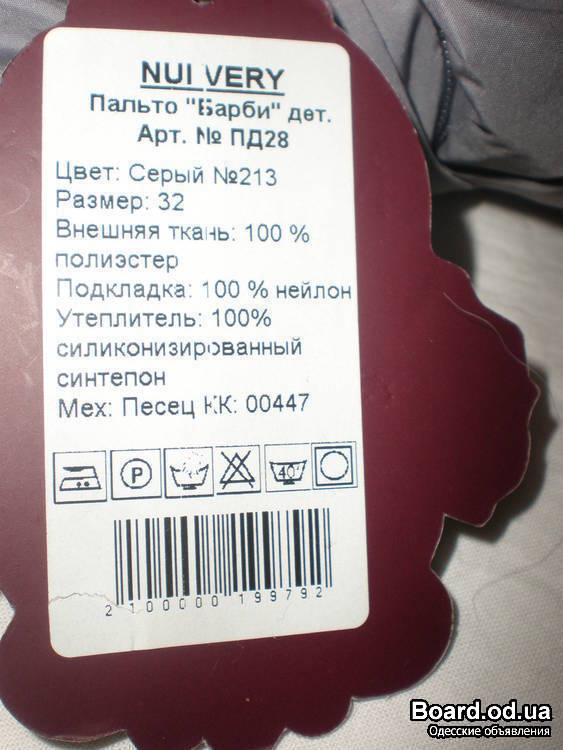 NUI VERY
Пальто "Барби" дет.
Арт. № ПД28
Цвет: Серый №213
Размер: 32
Внешняя ткань: 100 %
полиэстер
Подкладка: 100 % нейлон
Утеплитель: 100%
силиконизированный
синтепон
Мех: Песец КК: 00447
P
40°
2 100000 199792
Board.od.ua
Одесские объявления